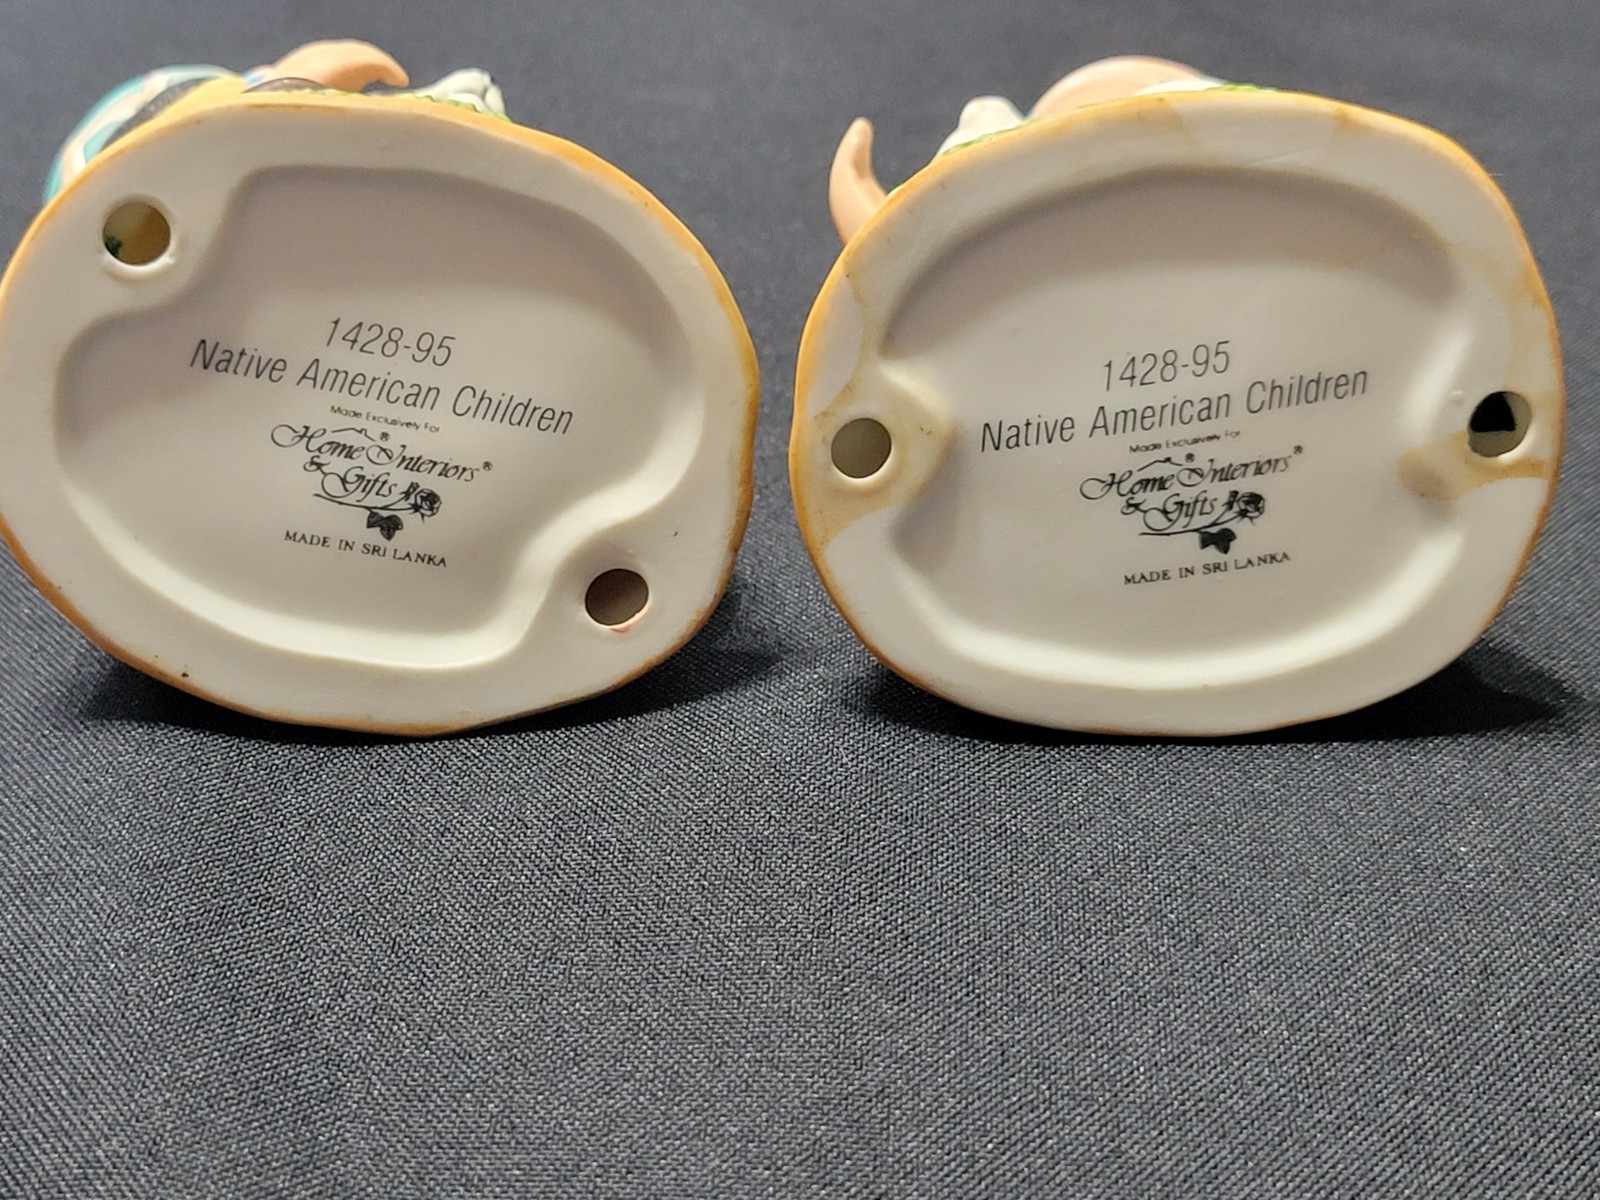 1428-95
Native American Children
Made Exclusively For
Home Interiors®
& Gifts
MADE IN SRI LANKA
1428-95
Native American Children
Made Exclusively For
Home Interiors®
& Gifts
MADE IN SRI LANKA